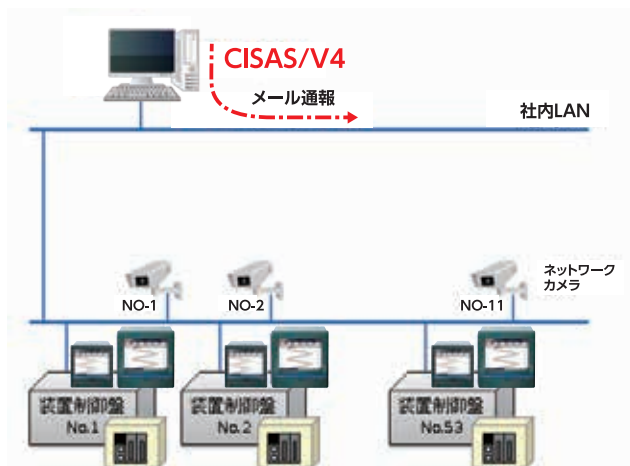 CISAS/V4
メール通報
社内LAN
ネットワーク
カメラ
NO-1
NO-2
NO-11
装置制御盤
No.1
装置制御盤
No.2
装置制御盤
No.53